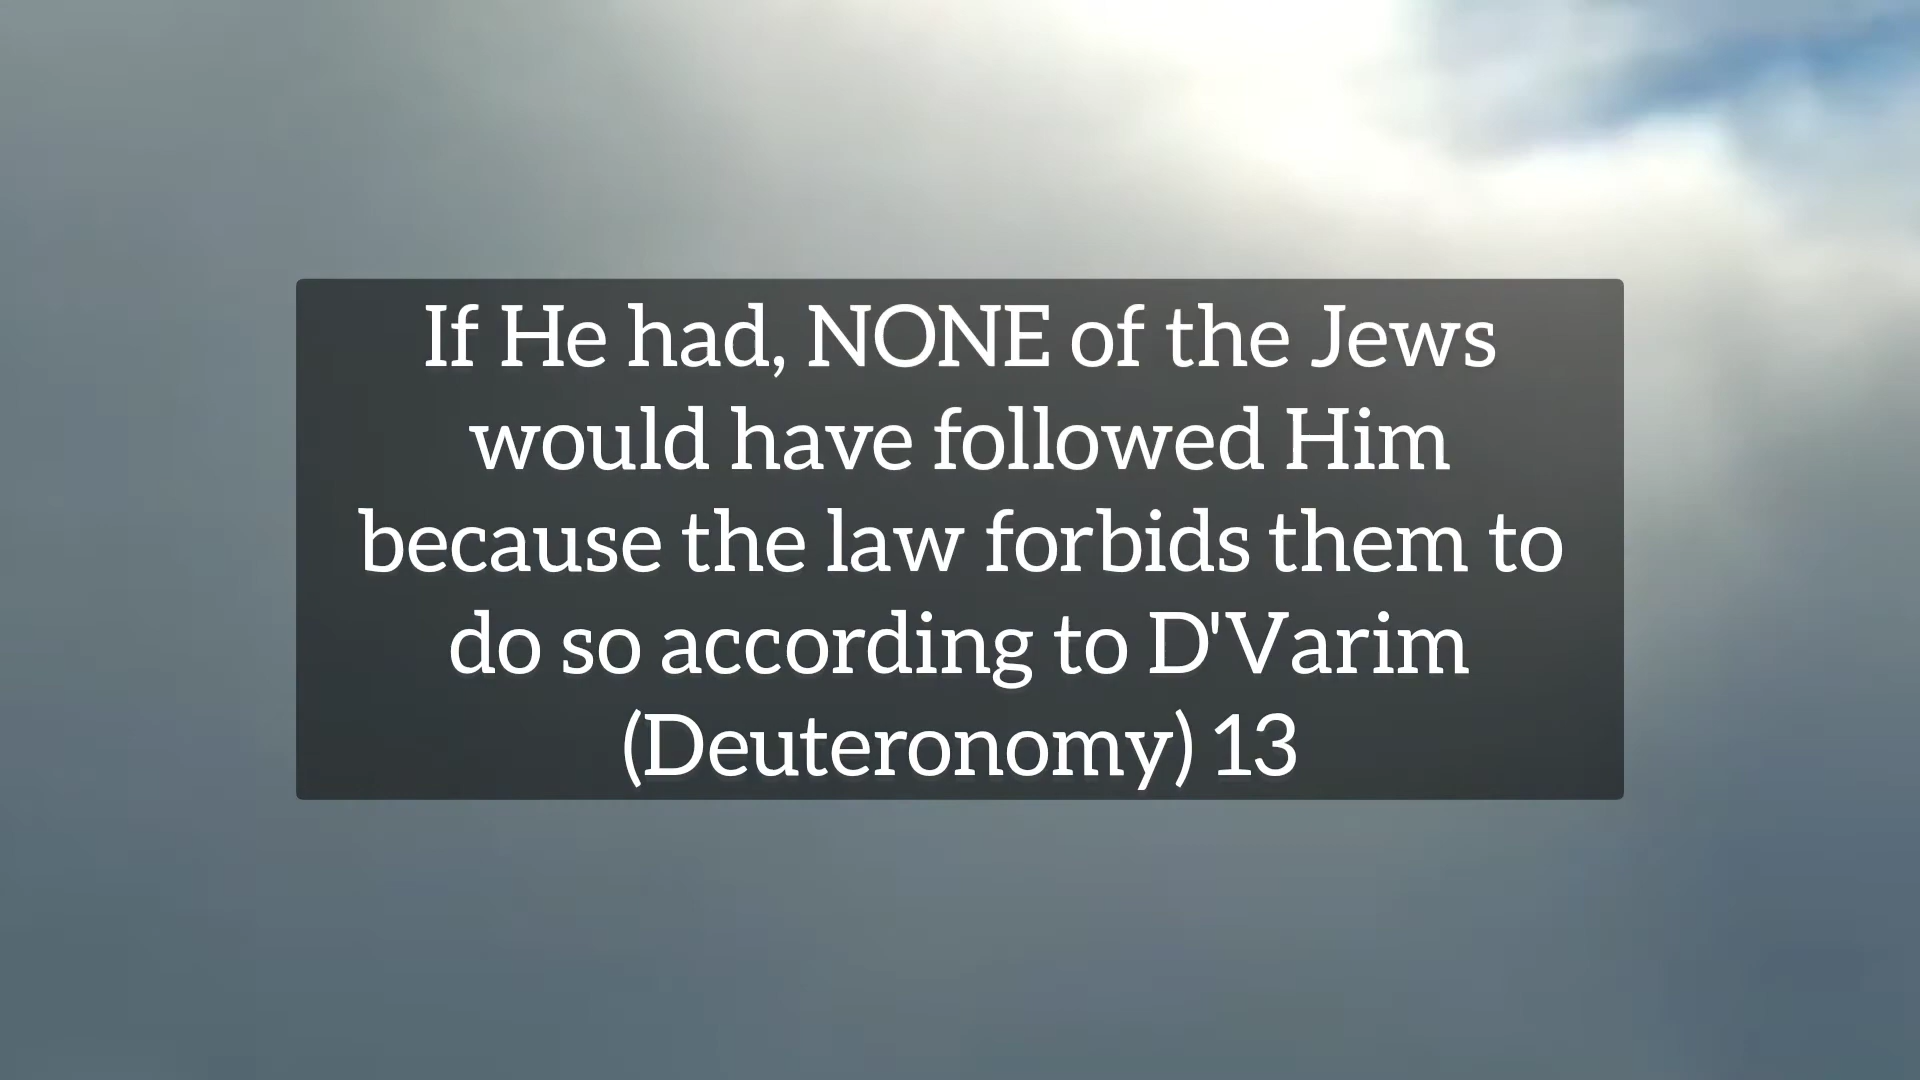 If He had, NONE of the Jews
would have followed Him
because the law forbids them to
do so according to D'Varim
(Deuteronomy) 13